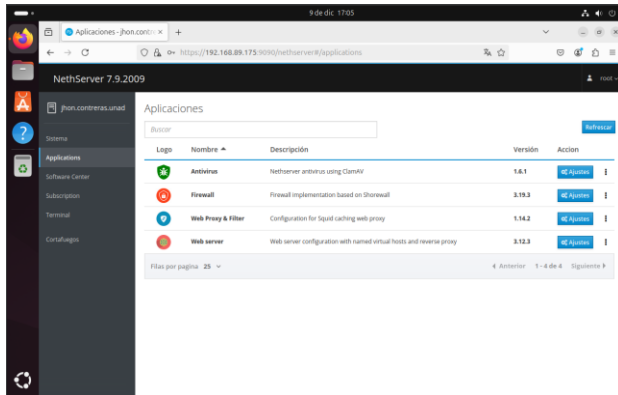 9 de dic 17:05
Aplicaciones - jhon.contre
https://192.168.89.175:9090/nethserver#/applications
NethServer 7.9.2009
root
jhon.contreras.unad
Sistema
Applications
Software Center
Subscription
Terminal
Cortafuegos
Aplicaciones
Buscar
Refrescar
Logo Nombre Descripción Versión Accion
Antivirus Nethserver antivirus using ClamAV 1.6.1 Ajustes
Firewall Firewall implementation based on Shorewall 3.19.3 Ajustes
Web Proxy & Filter Configuration for Squid caching web proxy 1.14.2 Ajustes
Web server Web server configuration with named virtual hosts and reverse proxy 3.12.3 Ajustes
Filas por pagina 25 Anterior 1 - 4 de 4 Siguiente